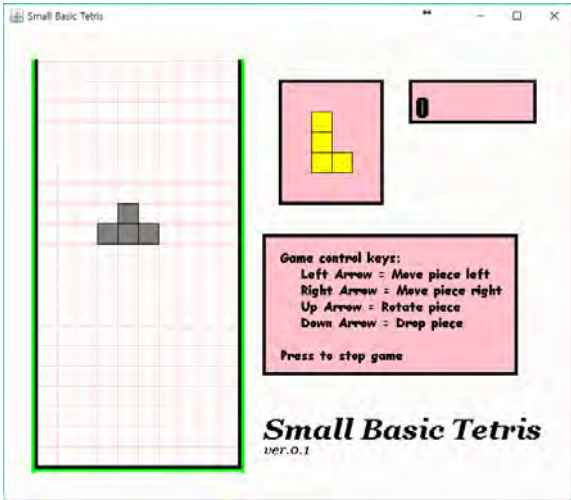 Small Basic Tetris
0
Game control keys:
Left Arrow = Move piece left
Right Arrow = Move piece right
Up Arrow = Rotate piece
Down Arrow = Drop piece
Press to stop game
Small Basic Tetris
ver.0.1